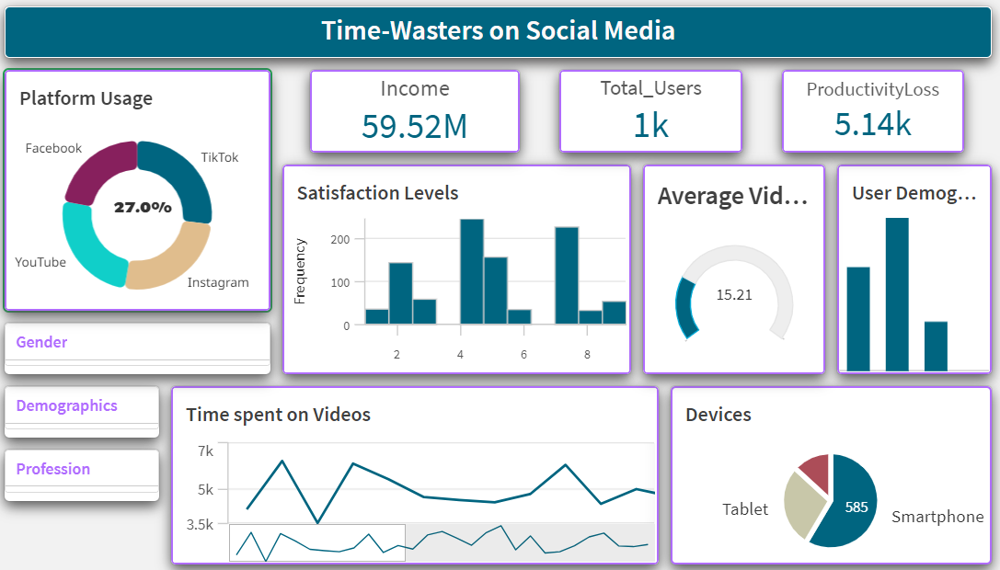 Time-Wasters on Social Media
Platform Usage
Facebook
TikTok
27.0%
YouTube
Instagram
Income
59.52M
Total_Users
1k
ProductivityLoss
5.14k
Satisfaction Levels
Frequency
200
100
0
2 4 6 8
Average Vid...
15.21
User Demog...
Gender
Demographics
Profession
Time spent on Videos
7k
5k
3.5k
Devices
Tablet
585
Smartphone